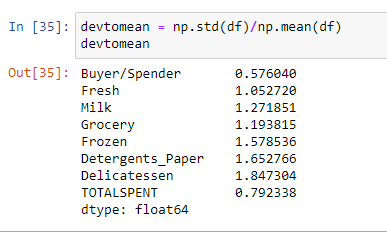 In [35]: devtomean = np.std(df)/np.mean(df)
devtomean
Out[35]: Buyer/Spender 0.576040
Fresh 1.052720
Milk 1.271851
Grocery 1.193815
Frozen 1.578536
Detergents_Paper 1.652766
Delicatessen 1.847304
TOTALSPENT 0.792338
dtype: float64